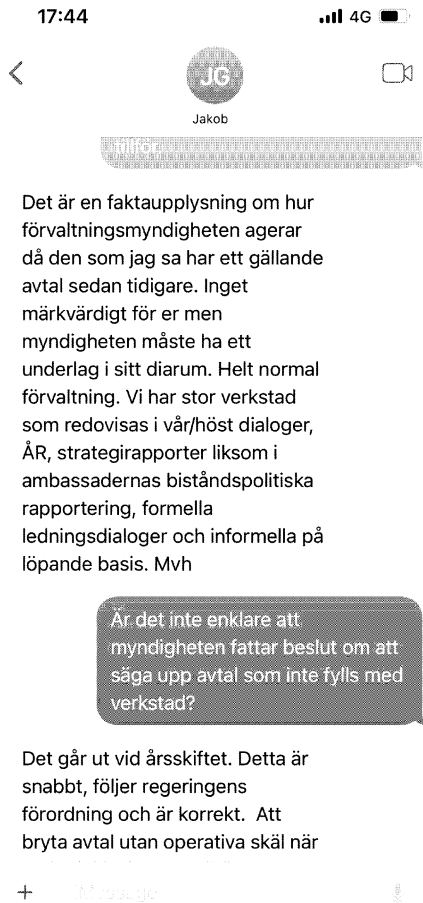 17:44
4G
JG
Jakob
tillför.
Det är en faktaupplysning om hur
förvaltningsmyndigheten agerar
då den som jag sa har ett gällande
avtal sedan tidigare. Inget
märkvärdigt för er men
myndigheten måste ha ett
underlag i sitt diarum. Helt normal
förvaltning. Vi har stor verkstad
som redovisas i vår/höst dialoger,
ÅR, strategirapporter liksom i
ambassadernas biståndspolitiska
rapportering, formella
ledningsdialoger och informella på
löpande basis. Mvh
Är det inte enklare att
myndigheten fattar beslut om att
säga upp avtal som inte fylls med
verkstad?
Det går ut vid årsskiftet. Detta är
snabbt, följer regeringens
förordning och är korrekt. Att
bryta avtal utan operativa skäl när